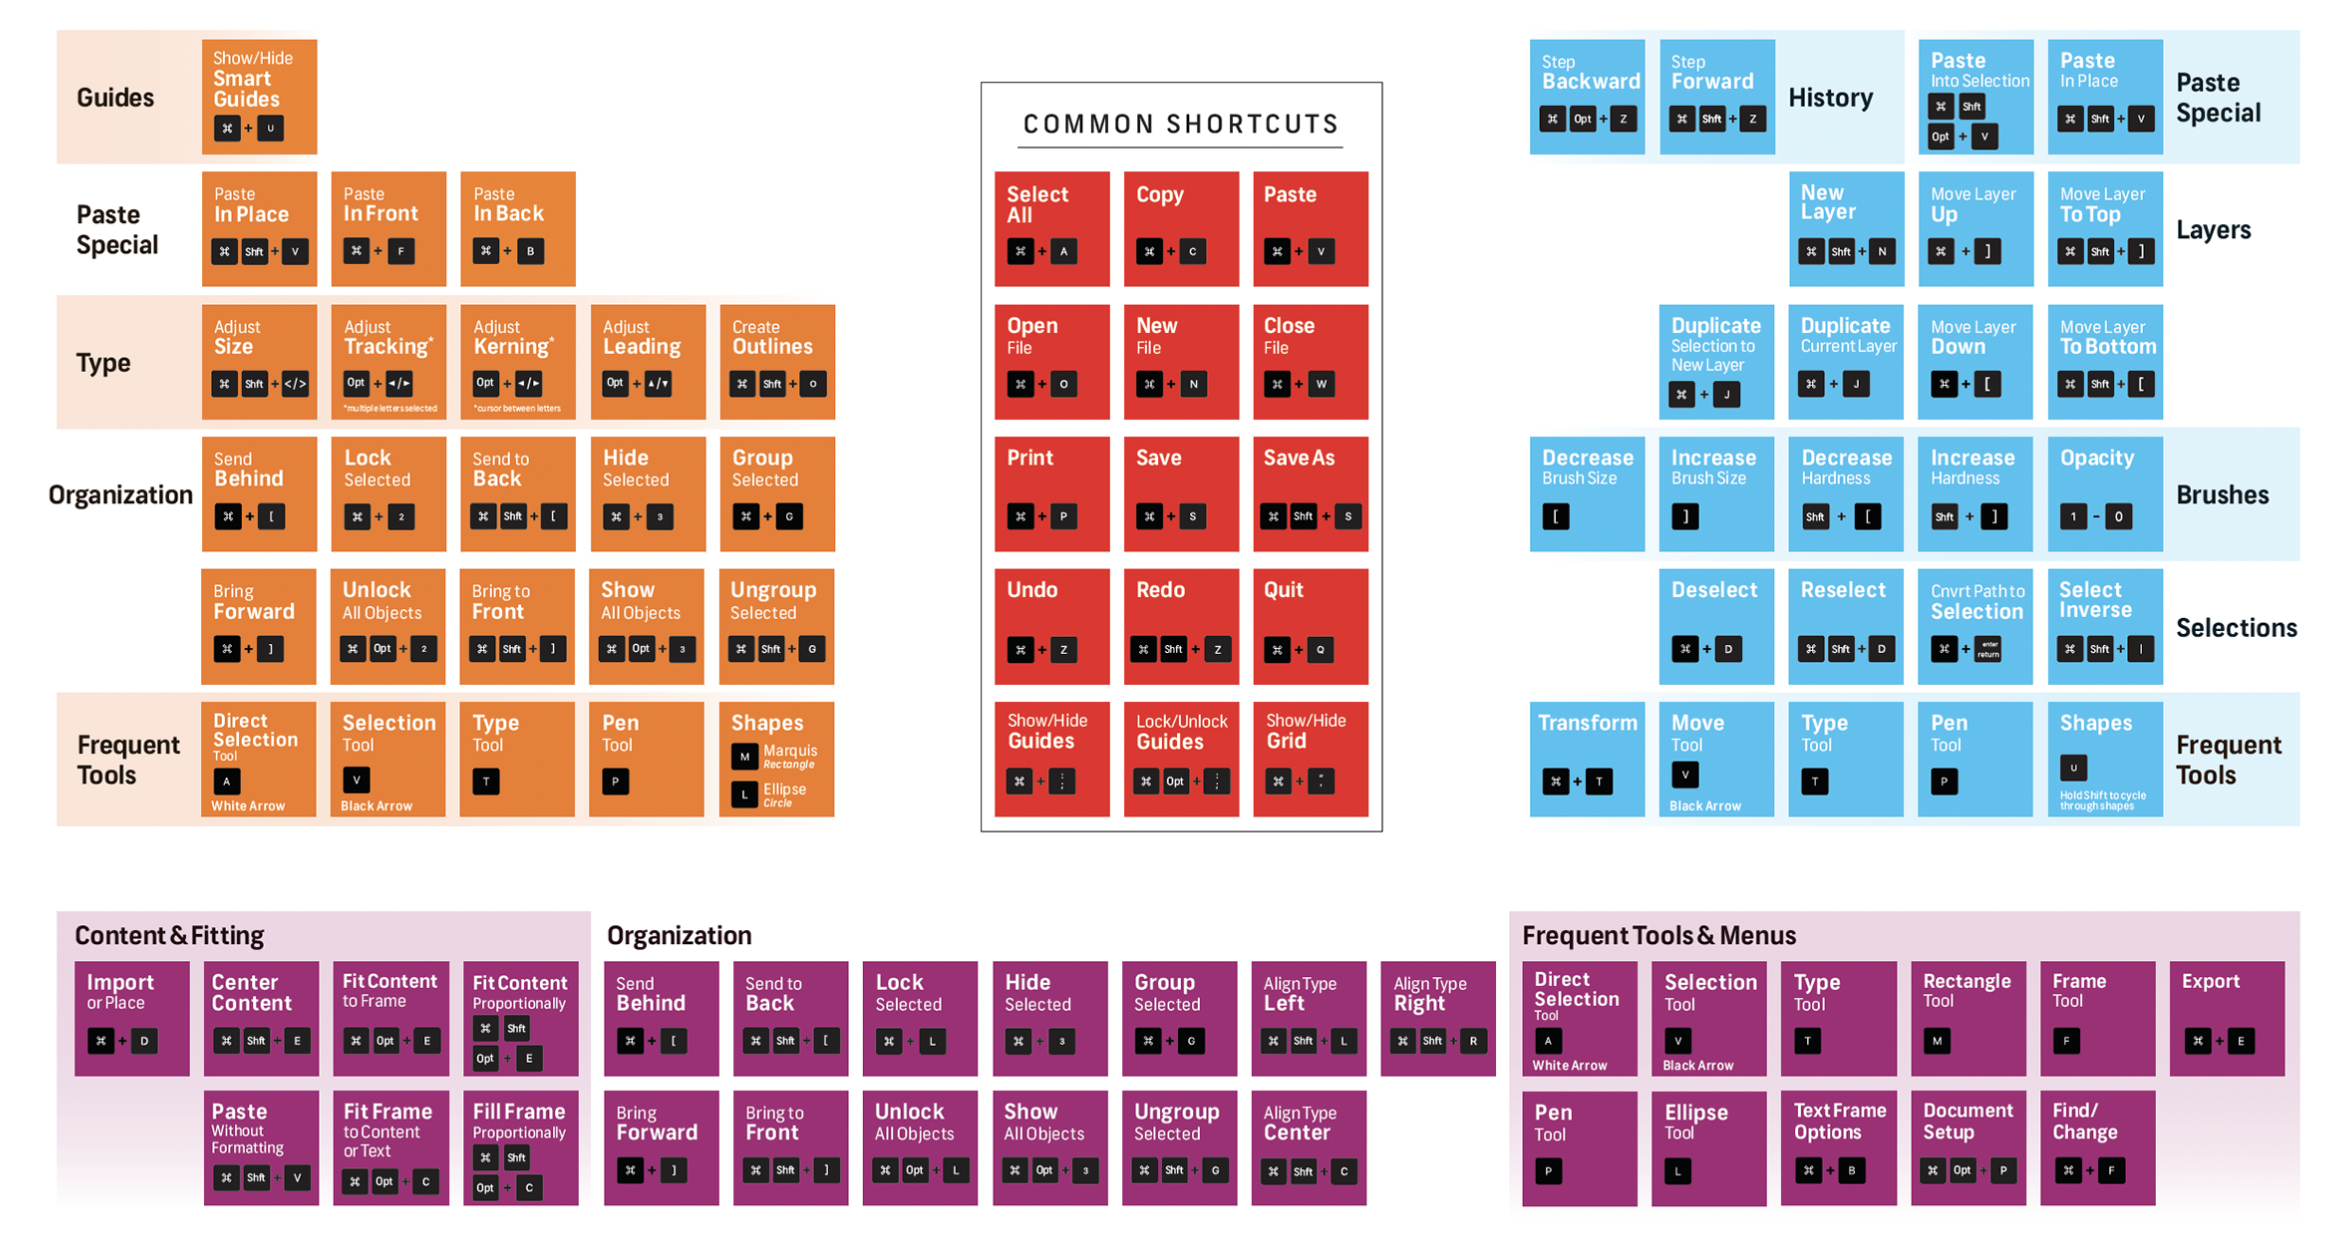 Guides
Show/Hide
Smart
Guides
⌘ + U
Paste
Special
Paste
In Place
⌘ Shft + V
Paste
In Front
⌘ + F
Paste
In Back
⌘ + B
Type
Adjust
Size
⌘ Shft + </>
Adjust
Tracking*
Opt + ◂/▸
*multiple letters selected
Adjust
Kerning*
Opt + ◂/▸
*cursor between letters
Adjust
Leading
Opt + ▴/▾
Create
Outlines
⌘ Shft + O
Organization
Send
Behind
⌘ + [
Lock
Selected
⌘ + 2
Send to
Back
⌘ Shft + [
Hide
Selected
⌘ + 3
Group
Selected
⌘ + G
Bring
Forward
⌘ + ]
Unlock
All Objects
⌘ Opt + 2
Bring to
Front
⌘ Shft + ]
Show
All Objects
⌘ Opt + 3
Ungroup
Selected
⌘ Shft + G
Frequent
Tools
Direct
Selection
Tool
A
White Arrow
Selection
Tool
V
Black Arrow
Type
Tool
T
Pen
Tool
P
Shapes
M Marquis
Rectangle
L Ellipse
Circle
COMMON SHORTCUTS
Select
All
⌘ + A
Copy
⌘ + C
Paste
⌘ + V
Open
File
⌘ + O
New
File
⌘ + N
Close
File
⌘ + W
Print
⌘ + P
Save
⌘ + S
Save As
⌘ Shft + S
Undo
⌘ + Z
Redo
⌘ Shft + Z
Quit
⌘ + Q
Show/Hide
Guides
⌘ + : ;
Lock/Unlock
Guides
⌘ Opt + : ;
Show/Hide
Grid
⌘ + " '
Step
Backward
⌘ Opt + Z
Step
Forward
⌘ Shft + Z
History
Paste
Into Selection
⌘ Shft
Opt + V
Paste
In Place
⌘ Shft + V
Paste
Special
New
Layer
⌘ Shft + N
Move Layer
Up
⌘ + ]
Move Layer
To Top
⌘ Shft + ]
Layers
Duplicate
Selection to
New Layer
⌘ + J
Duplicate
Current Layer
⌘ + J
Move Layer
Down
⌘ + [
Move Layer
To Bottom
⌘ Shft + [
Decrease
Brush Size
[
Increase
Brush Size
]
Decrease
Hardness
Shft + [
Increase
Hardness
Shft + ]
Opacity
1 - 0
Brushes
Deselect
⌘ + D
Reselect
⌘ Shft + D
Cnvrt Path to
Selection
⌘ + enter
return
Select
Inverse
⌘ Shft + I
Selections
Transform
⌘ + T
Move
Tool
V
Black Arrow
Type
Tool
T
Pen
Tool
P
Shapes
U
Hold Shift to cycle
through shapes
Frequent
Tools
Content & Fitting
Import
or Place
⌘ + D
Center
Content
⌘ Shft + E
Fit Content
to Frame
⌘ Opt + E
Fit Content
Proportionally
⌘ Shft
Opt + E
Paste
Without
Formatting
⌘ Shft + V
Fit Frame
to Content
or Text
⌘ Opt + C
Fill Frame
Proportionally
⌘ Shft
Opt + C
Organization
Send
Behind
⌘ + [
Send to
Back
⌘ Shft + [
Lock
Selected
⌘ + L
Hide
Selected
⌘ + 3
Group
Selected
⌘ + G
Align Type
Left
⌘ Shft + L
Align Type
Right
⌘ Shft + R
Bring
Forward
⌘ + ]
Bring to
Front
⌘ Shft + ]
Unlock
All Objects
⌘ Opt + L
Show
All Objects
⌘ Opt + 3
Ungroup
Selected
⌘ Shft + G
Align Type
Center
⌘ Shft + C
Frequent Tools & Menus
Direct
Selection
Tool
A
White Arrow
Selection
Tool
V
Black Arrow
Type
Tool
T
Rectangle
Tool
M
Frame
Tool
F
Export
⌘ + E
Pen
Tool
P
Ellipse
Tool
L
Text Frame
Options
⌘ + B
Document
Setup
⌘ Opt + P
Find/
Change
⌘ + F